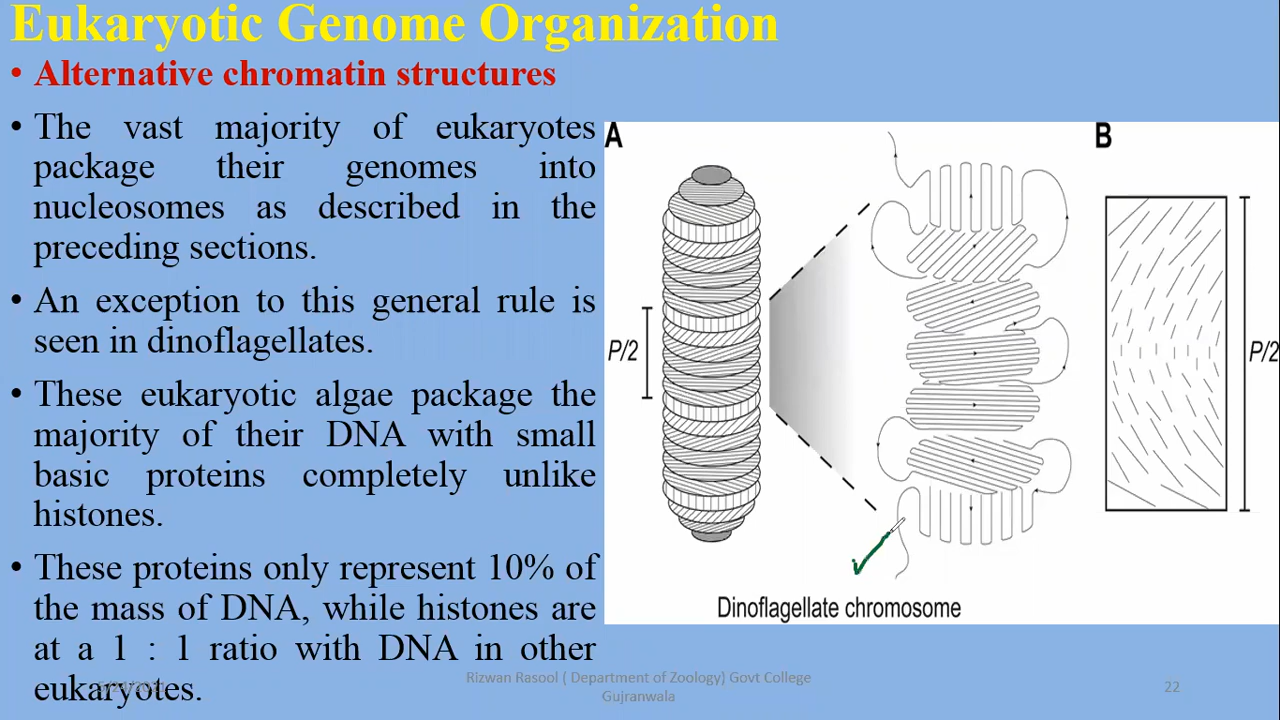 Eukaryotic Genome Organization
• Alternative chromatin structures
• The vast majority of eukaryotes
package their genomes into
nucleosomes as described in the
preceding sections.
• An exception to this general rule is
seen in dinoflagellates.
• These eukaryotic algae package the
majority of their DNA with small
basic proteins completely unlike
histones.
• These proteins only represent 10% of
the mass of DNA, while histones are
at a 1 : 1 ratio with DNA in other
eukaryotes.
A
B
P/2
P/2
Dinoflagellate chromosome
Rizwan Rasool ( Department of Zoology) Govt College
Gujranwala
22